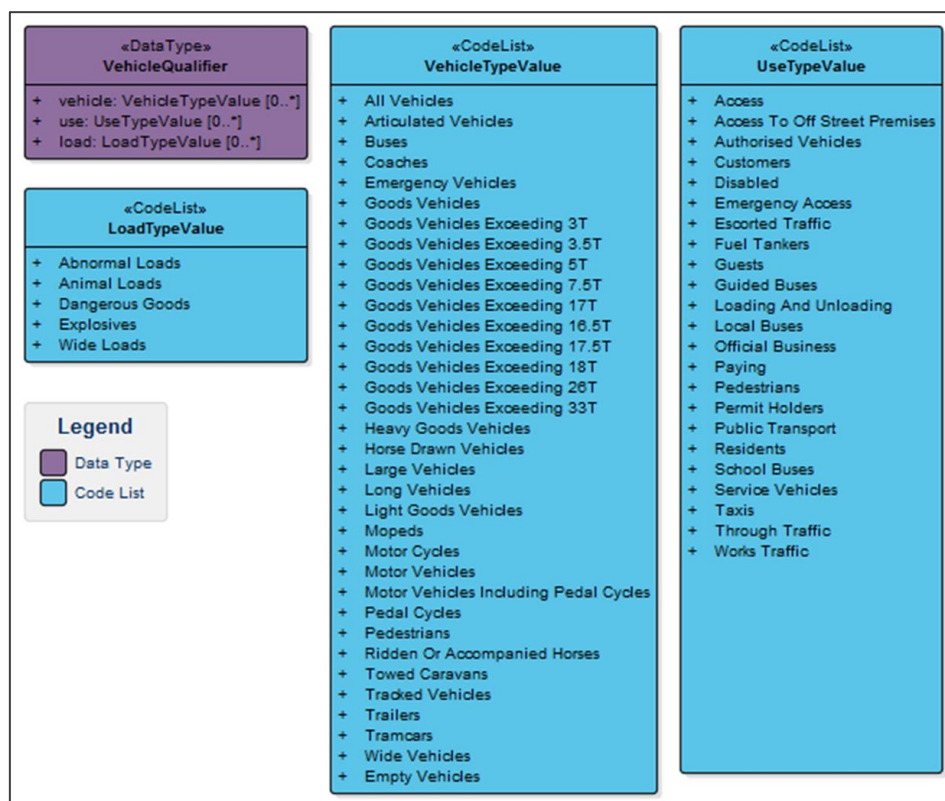 «DataType»
VehicleQualifier
+ vehicle: VehicleTypeValue [0..*]
+ use: UseTypeValue [0..*]
+ load: LoadTypeValue [0..*]
«CodeList»
LoadTypeValue
+ Abnormal Loads
+ Animal Loads
+ Dangerous Goods
+ Explosives
+ Wide Loads
Legend
Data Type
Code List
«CodeList»
VehicleTypeValue
+ All Vehicles
+ Articulated Vehicles
+ Buses
+ Coaches
+ Emergency Vehicles
+ Goods Vehicles
+ Goods Vehicles Exceeding 3T
+ Goods Vehicles Exceeding 3.5T
+ Goods Vehicles Exceeding 5T
+ Goods Vehicles Exceeding 7.5T
+ Goods Vehicles Exceeding 17T
+ Goods Vehicles Exceeding 16.5T
+ Goods Vehicles Exceeding 17.5T
+ Goods Vehicles Exceeding 18T
+ Goods Vehicles Exceeding 26T
+ Goods Vehicles Exceeding 33T
+ Heavy Goods Vehicles
+ Horse Drawn Vehicles
+ Large Vehicles
+ Long Vehicles
+ Light Goods Vehicles
+ Mopeds
+ Motor Cycles
+ Motor Vehicles
+ Motor Vehicles Including Pedal Cycles
+ Pedal Cycles
+ Pedestrians
+ Ridden Or Accompanied Horses
+ Towed Caravans
+ Tracked Vehicles
+ Trailers
+ Tramcars
+ Wide Vehicles
+ Empty Vehicles
«CodeList»
UseTypeValue
+ Access
+ Access To Off Street Premises
+ Authorised Vehicles
+ Customers
+ Disabled
+ Emergency Access
+ Escorted Traffic
+ Fuel Tankers
+ Guests
+ Guided Buses
+ Loading And Unloading
+ Local Buses
+ Official Business
+ Paying
+ Pedestrians
+ Permit Holders
+ Public Transport
+ Residents
+ School Buses
+ Service Vehicles
+ Taxis
+ Through Traffic
+ Works Traffic